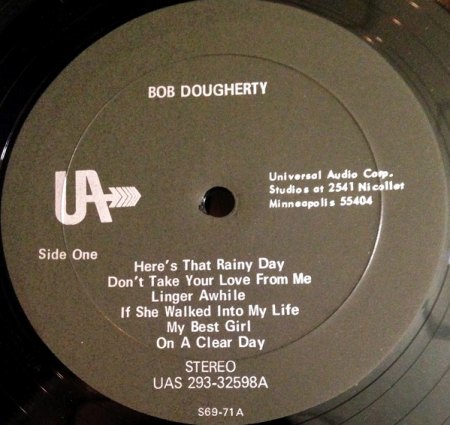 BOB DOUGHERTY
UA
Universal Audio Corp.
Studios at 2541 Nicollet
Minneapolis 55404
Side One
Here's That Rainy Day
Don't Take Your Love From Me
Linger Awhile
If She Walked Into My Life
My Best Girl
On A Clear Day
STEREO
UAS 293-32598A
S69-71A